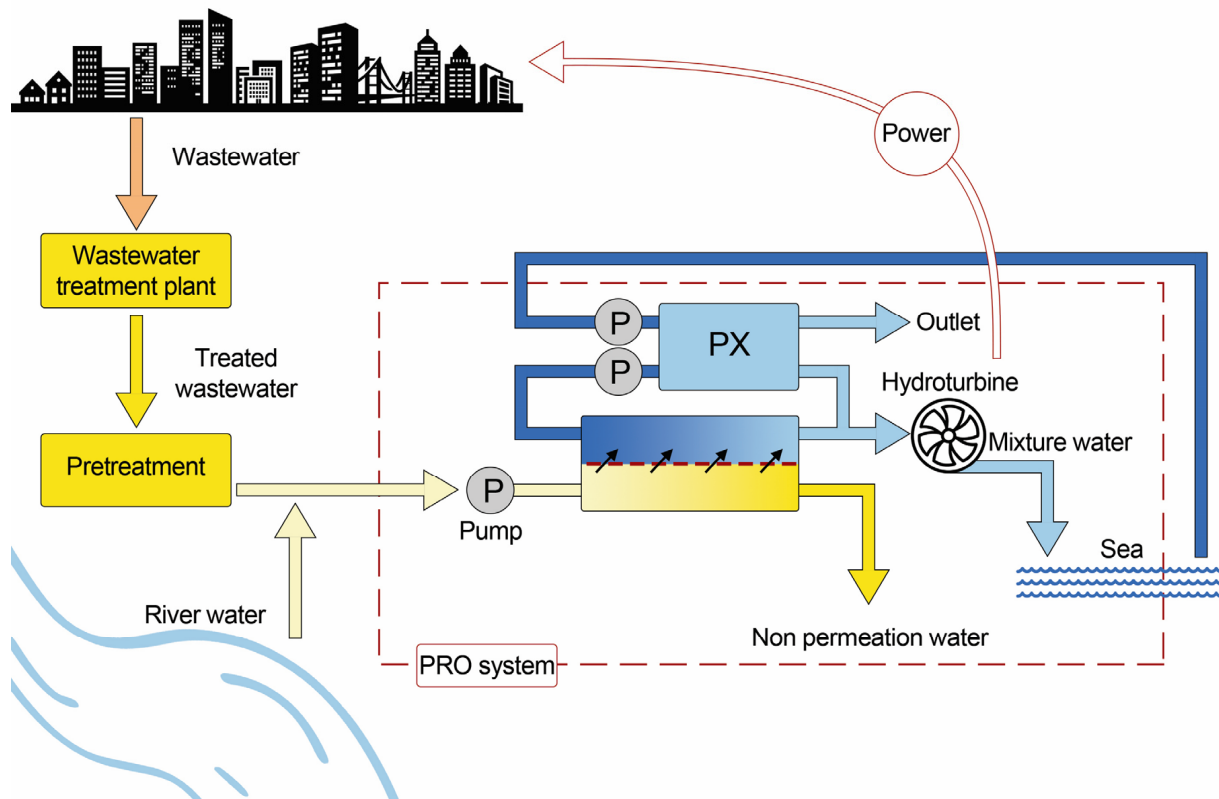 Power
Wastewater
Wastewater
treatment plant
P
PX
Outlet
P
Treated
wastewater
Hydroturbine
Mixture water
Pretreatment
P
Pump
Sea
River water
Non permeation water
PRO system